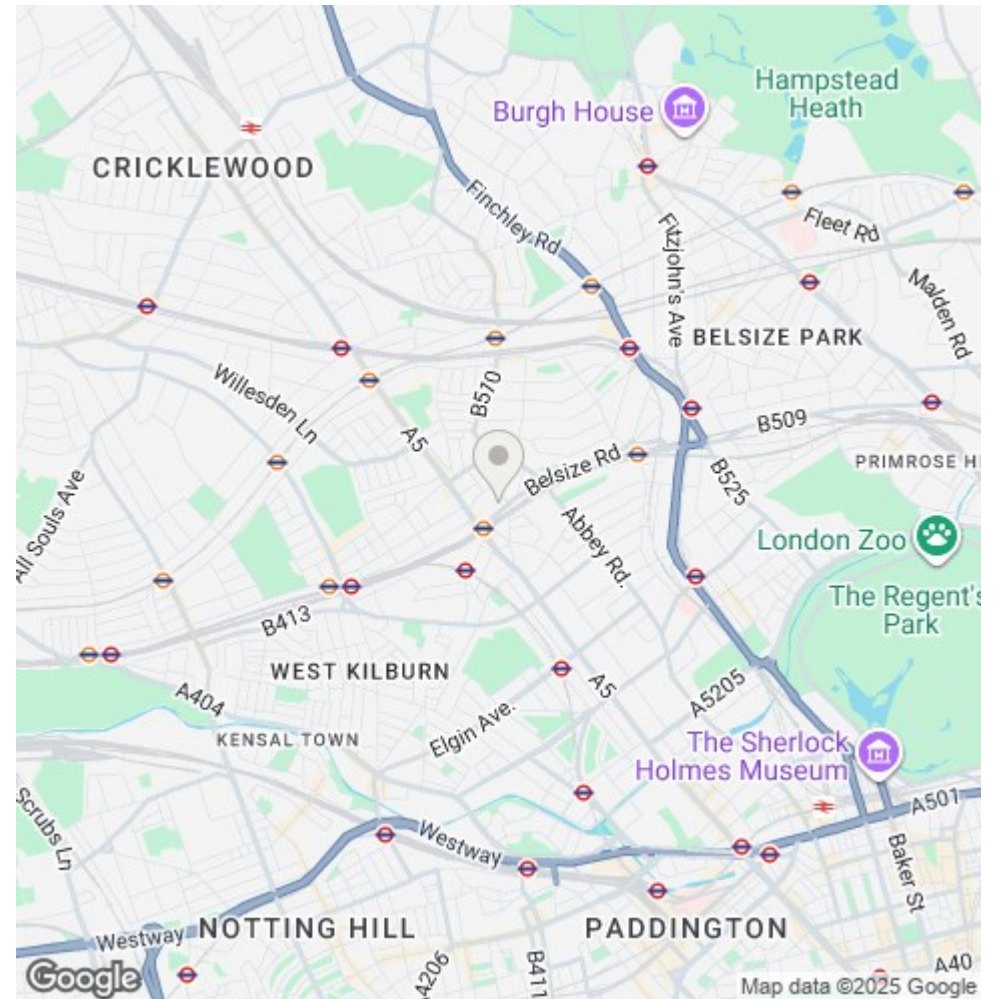 Hampstead
Heath
Burgh House
CRICKLEWOOD
Finchley Rd
Fitzjohn's Ave
Fleet Rd
Malden Rd
BELSIZE PARK
Willesden Ln
B510
A5
B509
Belsize Rd
B525
PRIMROSE HI
All Souls Ave
Abbey Rd.
London Zoo
The Regent's
Park
B413
WEST KILBURN
A5
A5205
A404
Elgin Ave.
KENSAL TOWN
The Sherlock
Holmes Museum
Scrubs Ln
A501
Westway
Baker St
NOTTING HILL
PADDINGTON
Westway
A206
B411
A40
Google
Map data ©2025 Google